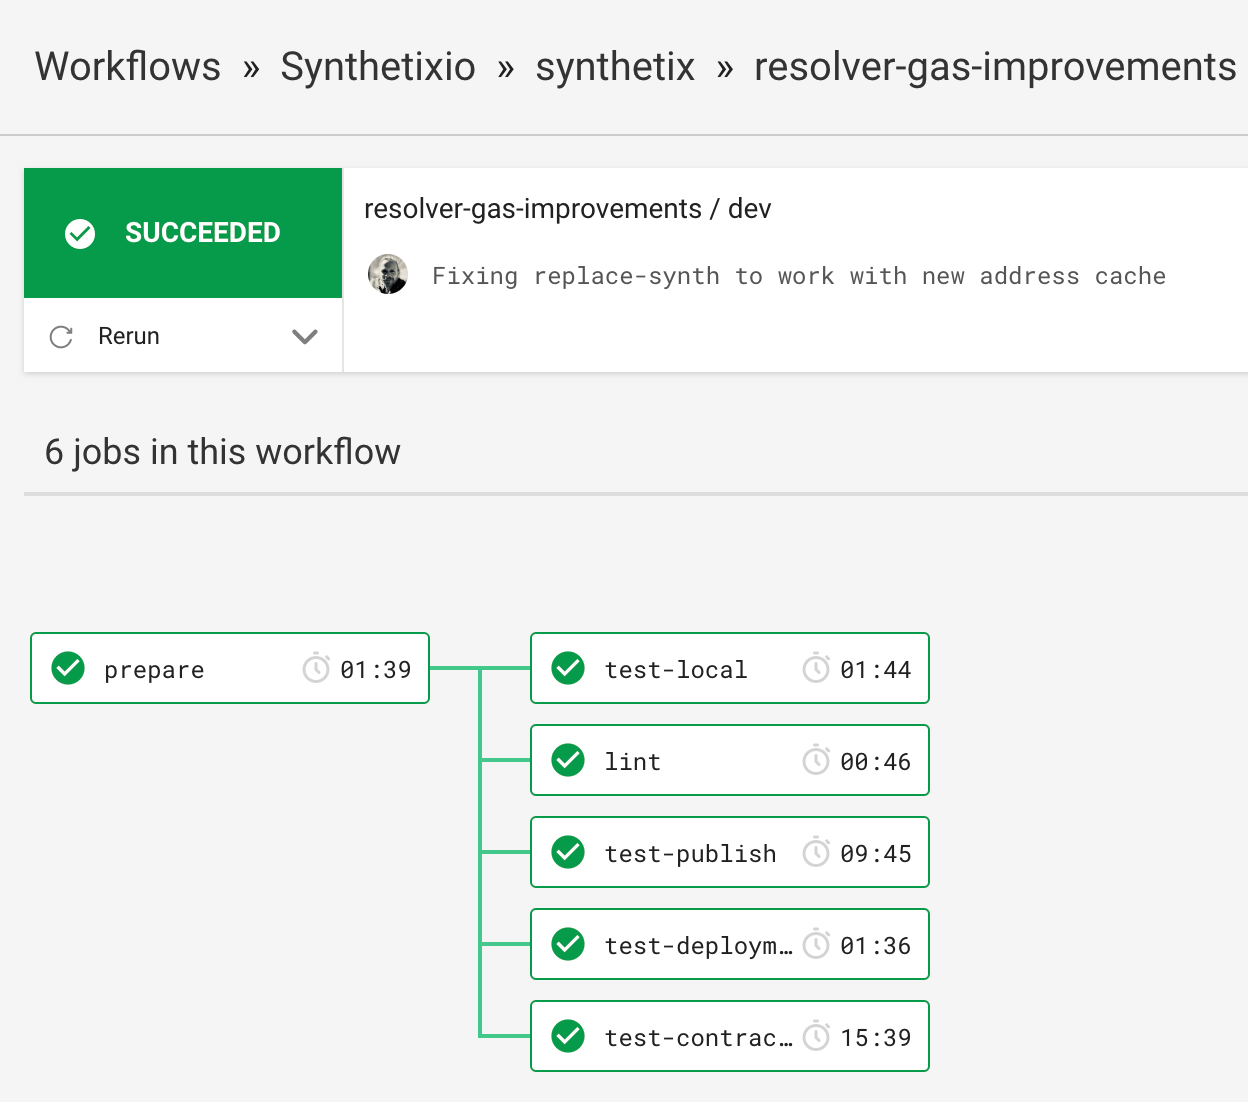 Workflows » Synthetixio » synthetix » resolver-gas-improvements
SUCCEEDED
Rerun
resolver-gas-improvements / dev
Fixing replace-synth to work with new address cache
6 jobs in this workflow
prepare 01:39
test-local 01:44
lint 00:46
test-publish 09:45
test-deploym… 01:36
test-contrac… 15:39